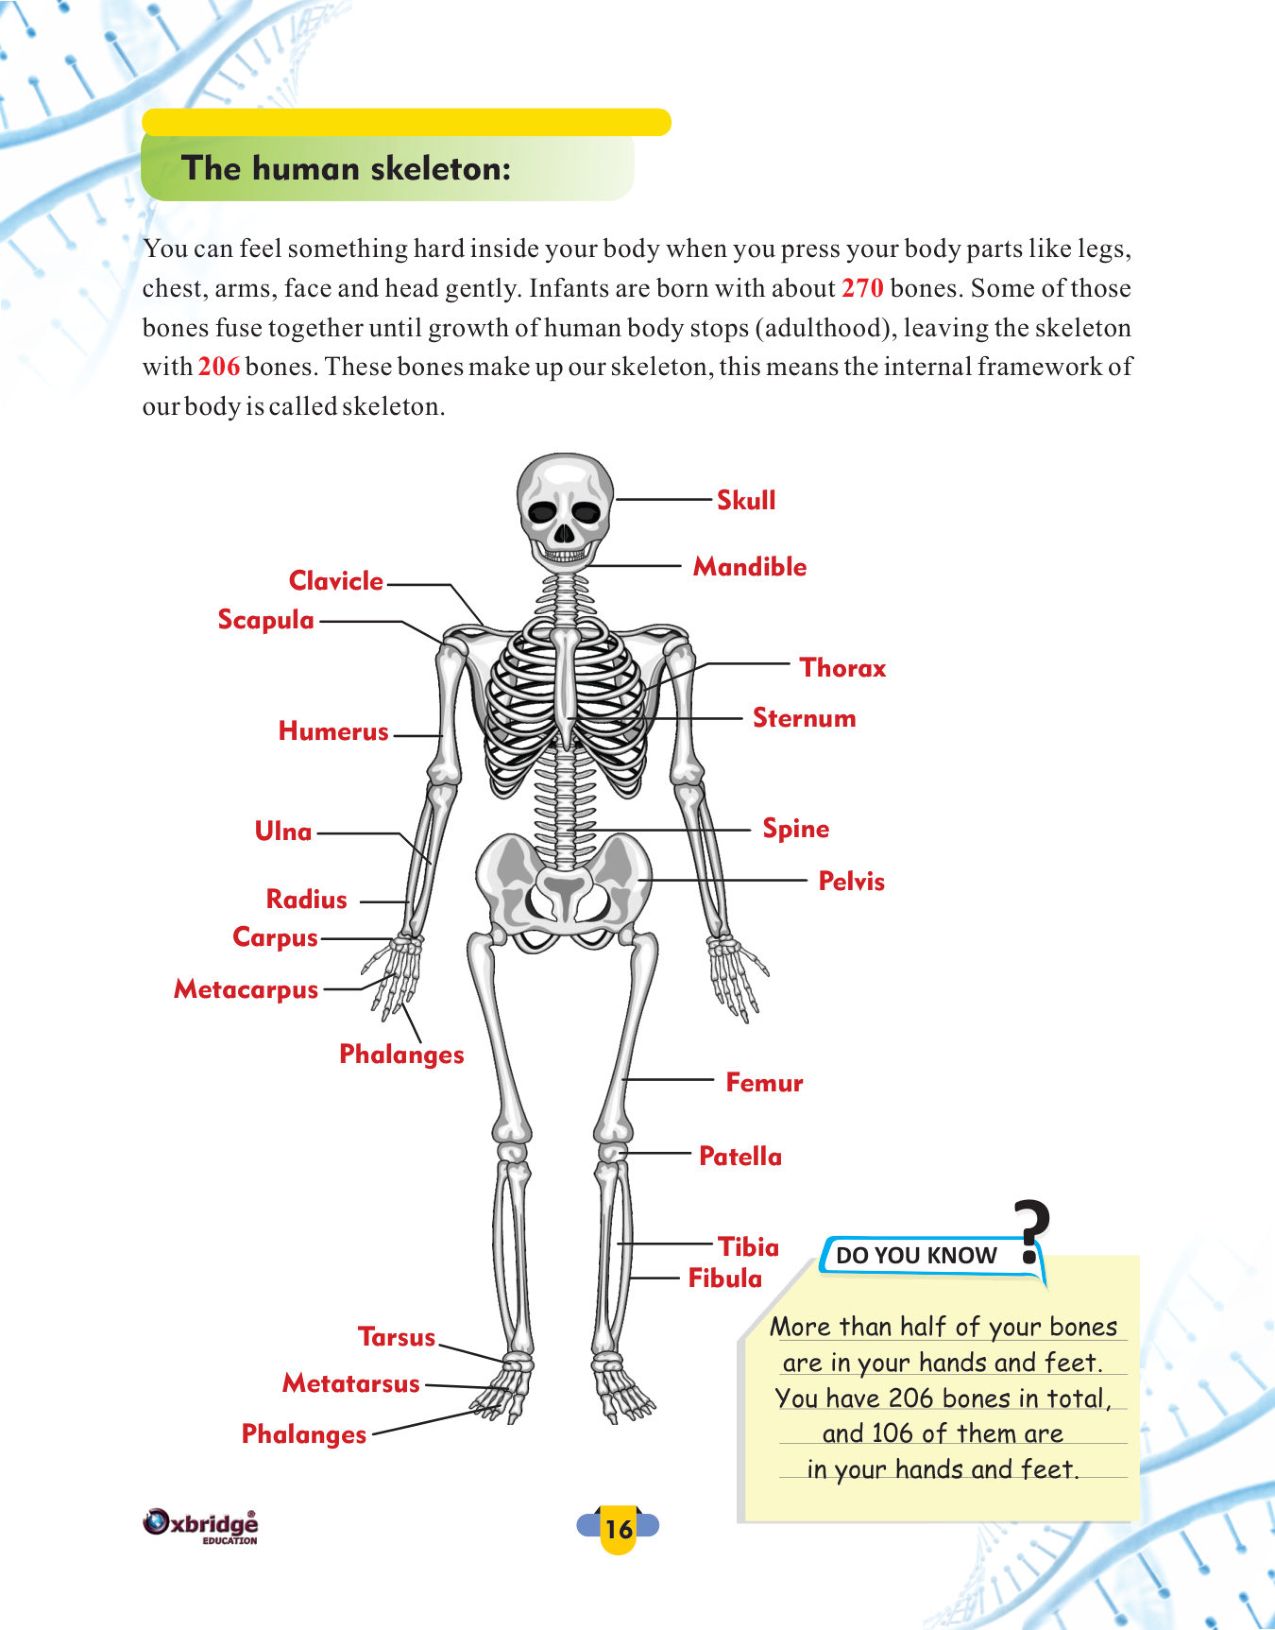 The human skeleton:
You can feel something hard inside your body when you press your body parts like legs,
chest, arms, face and head gently. Infants are born with about 270 bones. Some of those
bones fuse together until growth of human body stops (adulthood), leaving the skeleton
with 206 bones. These bones make up our skeleton, this means the internal framework of
our body is called skeleton.
Skull
Mandible
Clavicle
Scapula
Thorax
Sternum
Humerus
Ulna
Spine
Pelvis
Radius
Carpus
Metacarpus
Phalanges
Femur
Patella
Tibia
Fibula
Tarsus
Metatarsus
Phalanges
DO YOU KNOW ?
More than half of your bones
are in your hands and feet.
You have 206 bones in total,
and 106 of them are
in your hands and feet.
Oxbridge®
EDUCATION
16